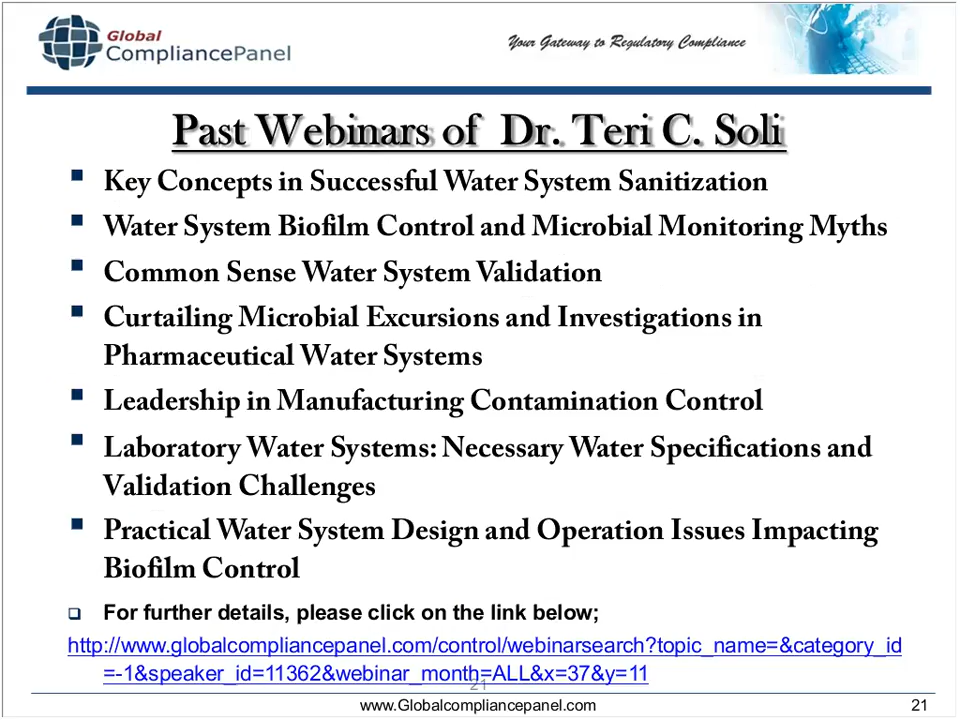 Global
CompliancePanel
Your Gateway to Regulatory Compliance
Past Webinars of Dr. Teri C. Soli
▪ Key Concepts in Successful Water System Sanitization
▪ Water System Biofilm Control and Microbial Monitoring Myths
▪ Common Sense Water System Validation
▪ Curtailing Microbial Excursions and Investigations in
Pharmaceutical Water Systems
▪ Leadership in Manufacturing Contamination Control
▪ Laboratory Water Systems: Necessary Water Specifications and
Validation Challenges
▪ Practical Water System Design and Operation Issues Impacting
Biofilm Control
❑ For further details, please click on the link below;
http://www.globalcompliancepanel.com/control/webinarsearch?topic_name=&category_id
=-1&speaker_id=11362&webinar_month=ALL&x=37&y=11
21
www.Globalcompliancepanel.com
21